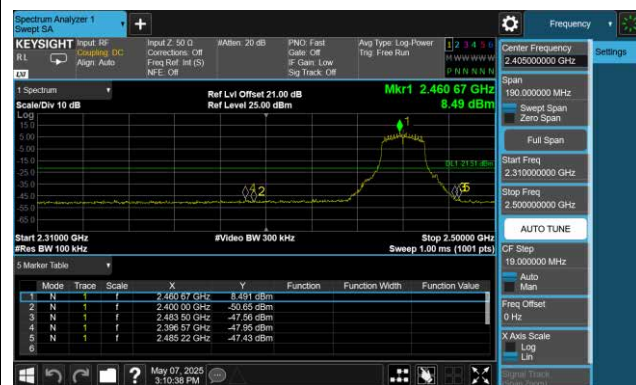 Spectrum Analyzer 1
Swept SA
Frequency
KEYSIGHT
Input: RF
Input Z: 50 Ω
#Atten: 20 dB
PNO: Fast
Avg Type: Log-Power
1 2 3 4 5 6
RL
Coupling: DC
Corrections: Off
Gate: Off
Trig: Free Run
M W W W W W
Align: Auto
Freq Ref: Int (S)
IF Gain: Low
P N N N N N
NFE: Off
Sig Track: Off
LXI
1 Spectrum
Scale/Div 10 dB
Ref Lvl Offset 21.00 dB
Ref Level 25.00 dBm
Mkr1 2.460 67 GHz
8.49 dBm
Log
15.0
5.00
-5.00
-15.0
-25.0
-35.0
-45.0
-55.0
-65.0
1
2
DL1 -21.51 dBm
Start 2.31000 GHz
#Video BW 300 kHz
Stop 2.50000 GHz
#Res BW 100 kHz
Sweep 1.00 ms (1001 pts)
5 Marker Table
Mode Trace Scale X Y Function Function Width Function Value
1 N 1 f 2.460 67 GHz 8.491 dBm
2 N 1 f 2.400 00 GHz -50.65 dBm
3 N 1 f 2.483 50 GHz -47.56 dBm
4 N 1 f 2.396 57 GHz -47.95 dBm
5 N 1 f 2.485 22 GHz -47.43 dBm
6
May 07, 2025
3:10:38 PM
Center Frequency
2.405000000 GHz
Settings
Span
190.000000 MHz
Swept Span
Zero Span
Full Span
Start Freq
2.310000000 GHz
Stop Freq
2.500000000 GHz
AUTO TUNE
CF Step
19.000000 MHz
Auto
Man
Freq Offset
0 Hz
X Axis Scale
Log
Lin
Signal Track